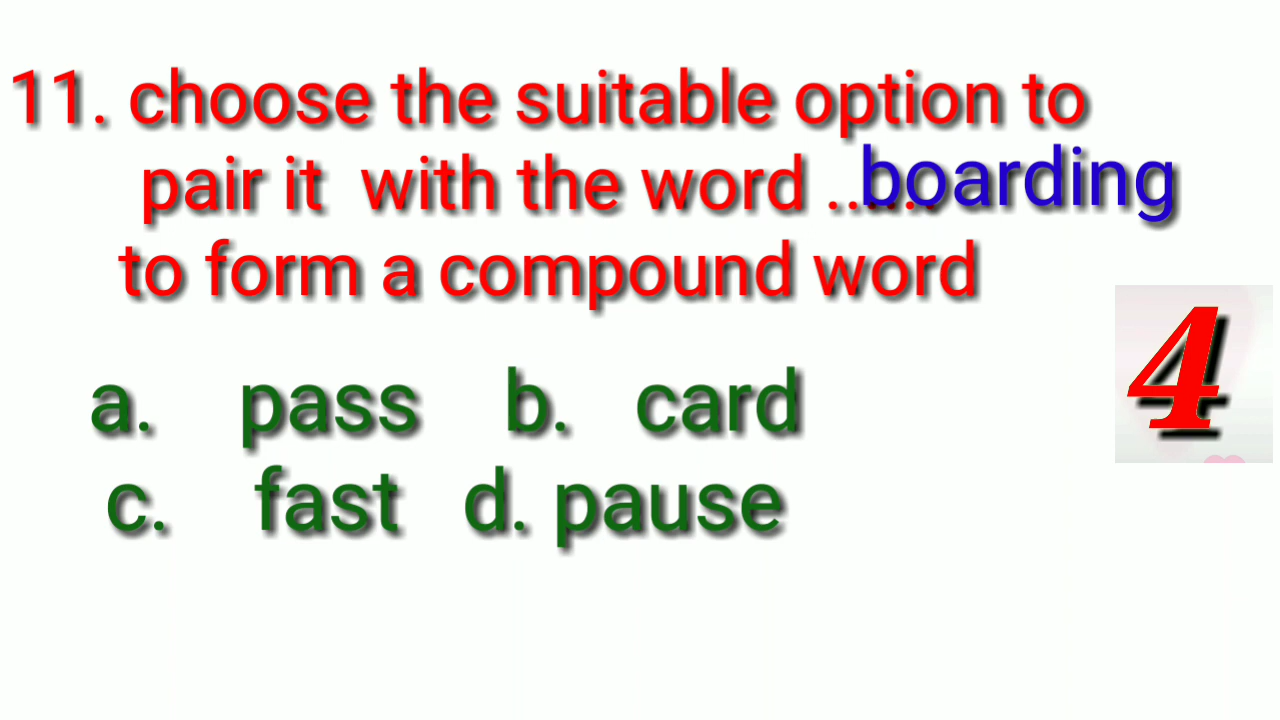 11. choose the suitable option to
pair it with the word ...... boarding
to form a compound word
4
a. pass b. card
c. fast d. pause